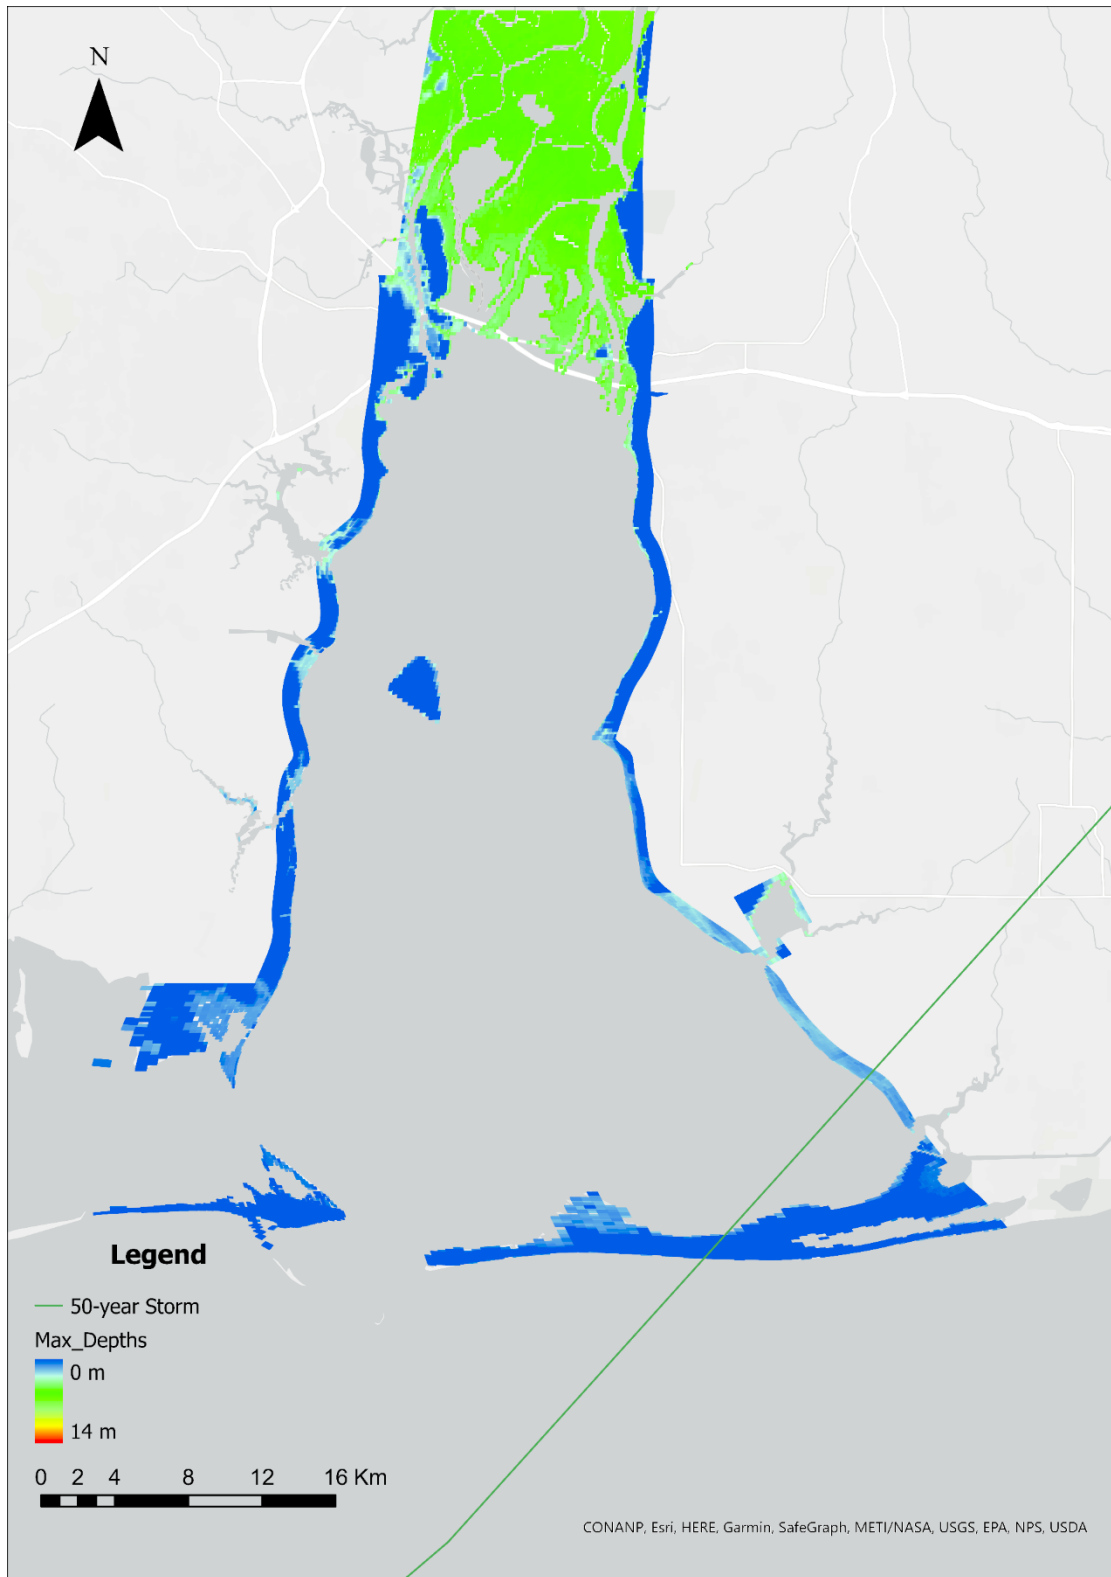 N
Legend
50-year Storm
Max_Depths
0 m
14 m
0 2 4 8 12 16 Km
CONANP, Esri, HERE, Garmin, SafeGraph, METI/NASA, USGS, EPA, NPS, USDA